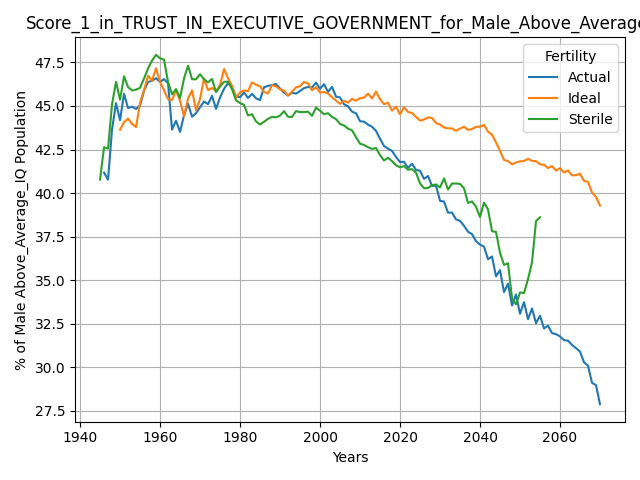 Score_1_in_TRUST_IN_EXECUTIVE_GOVERNMENT_for_Male_Above_Average
Fertility
Actual
Ideal
Sterile
% of Male Above_Average_IQ Population
47.5
45.0
42.5
40.0
37.5
35.0
32.5
30.0
27.5
1940 1960 1980 2000 2020 2040 2060
Years